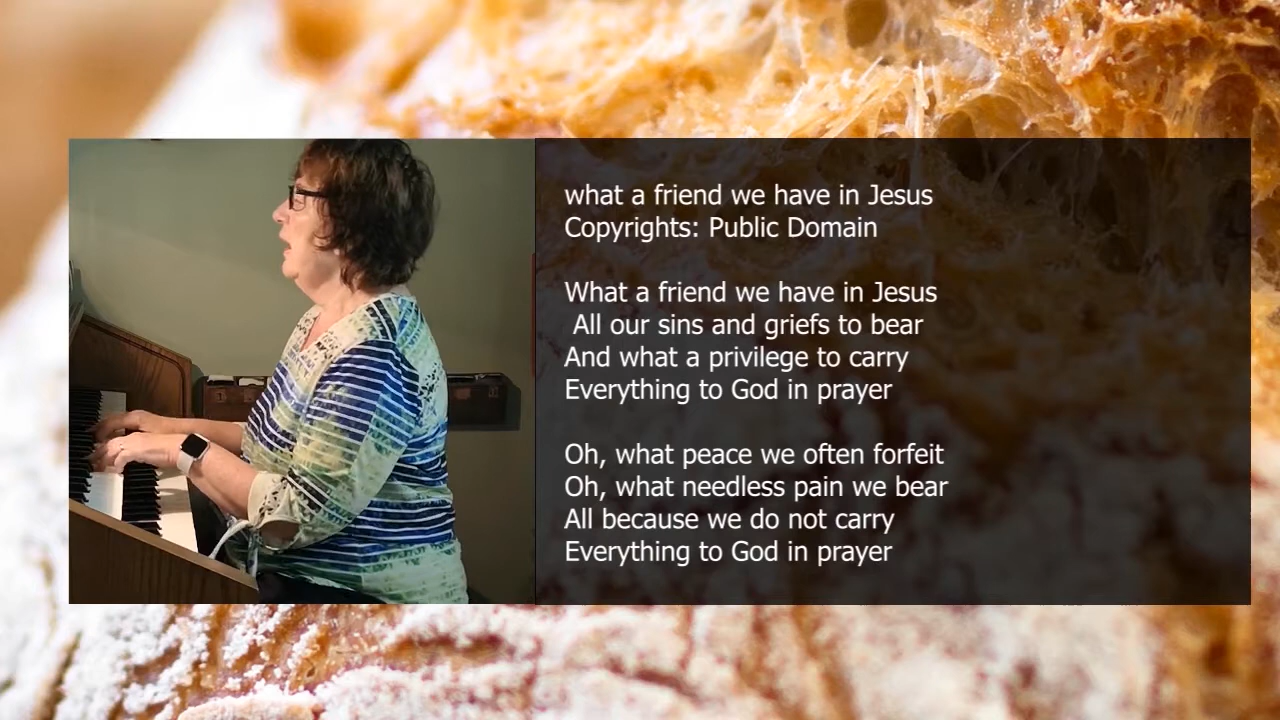 what a friend we have in Jesus
Copyrights: Public Domain
What a friend we have in Jesus
All our sins and griefs to bear
And what a privilege to carry
Everything to God in prayer
Oh, what peace we often forfeit
Oh, what needless pain we bear
All because we do not carry
Everything to God in prayer